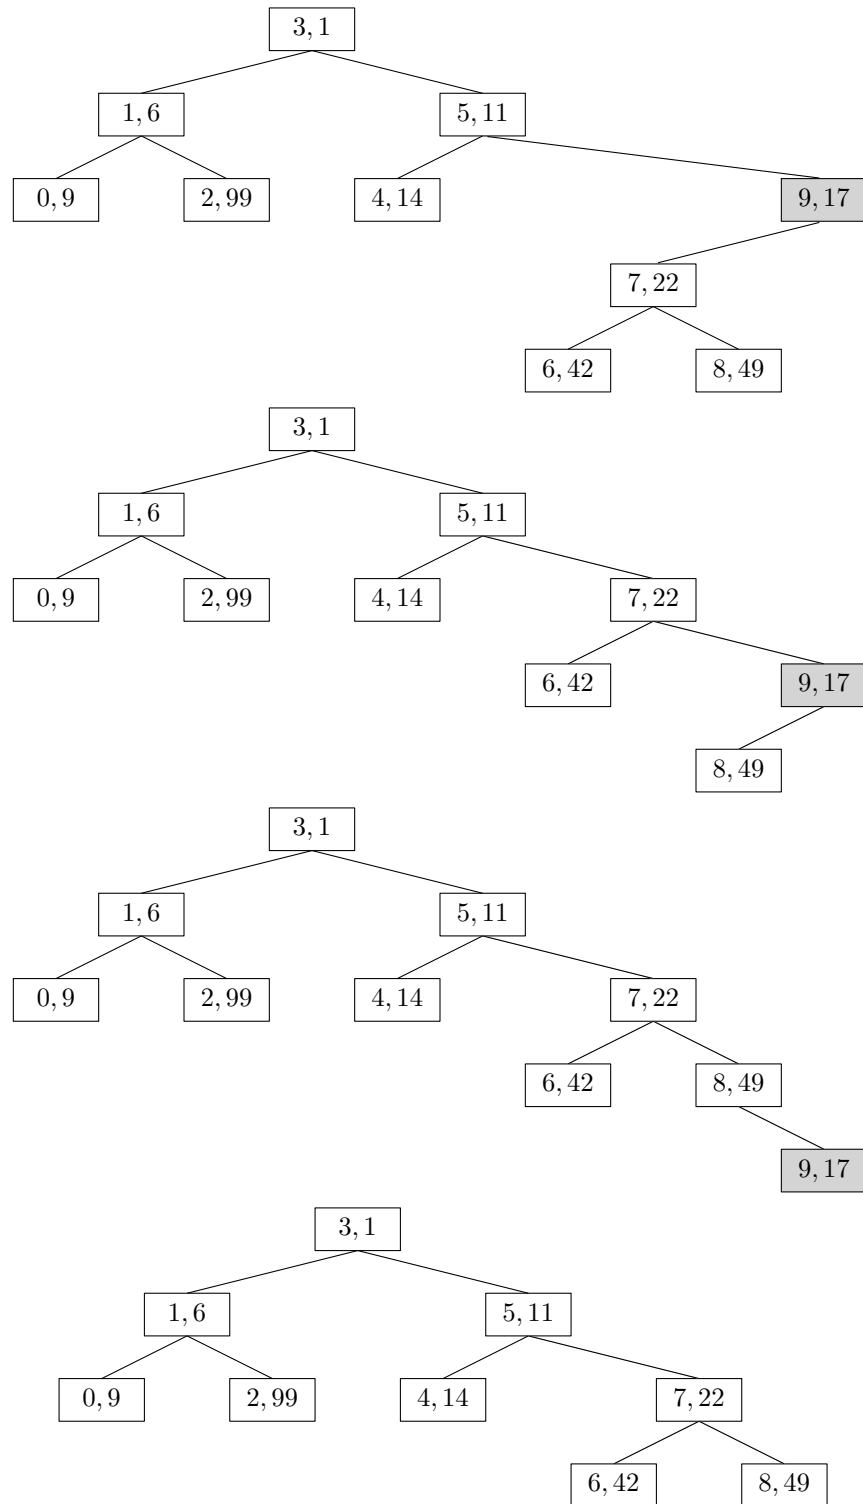 3, 1
1, 6 5, 11
0, 9 2, 99 4, 14 9, 17
7, 22
6, 42 8, 49
3, 1
1, 6 5, 11
0, 9 2, 99 4, 14 7, 22
6, 42 9, 17
8, 49
3, 1
1, 6 5, 11
0, 9 2, 99 4, 14 7, 22
6, 42 8, 49
9, 17
3, 1
1, 6 5, 11
0, 9 2, 99 4, 14 7, 22
6, 42 8, 49